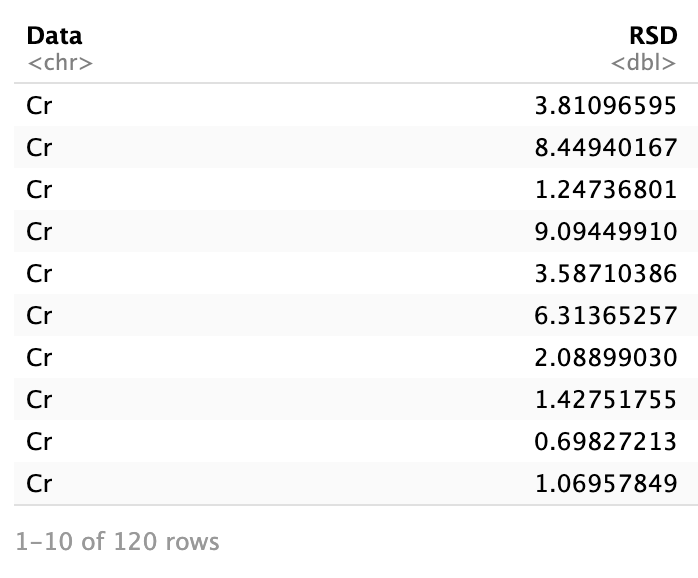 Data RSD
<chr> <dbl>
Cr 3.81096595
Cr 8.44940167
Cr 1.24736801
Cr 9.09449910
Cr 3.58710386
Cr 6.31365257
Cr 2.08899030
Cr 1.42751755
Cr 0.69827213
Cr 1.06957849
1–10 of 120 rows